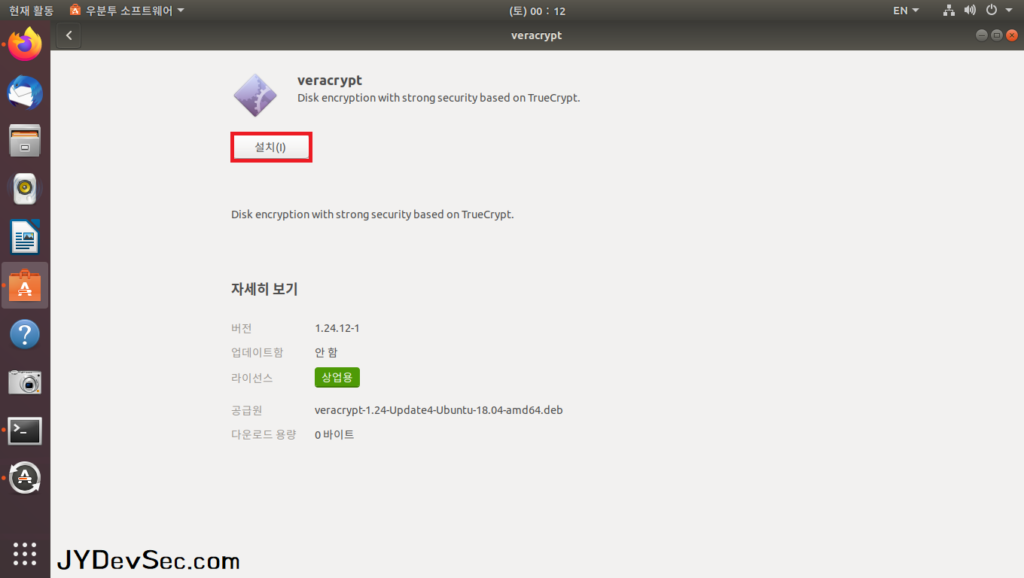 현재 활동 우분투 소프트웨어 (토) 00 : 12 EN
veracrypt
veracrypt
Disk encryption with strong security based on TrueCrypt.
설치(I)
Disk encryption with strong security based on TrueCrypt.
자세히 보기
버전 1.24.12-1
업데이트함 안 함
라이선스 상업용
공급원 veracrypt-1.24-Update4-Ubuntu-18.04-amd64.deb
다운로드 용량 0 바이트
JYDevSec.com